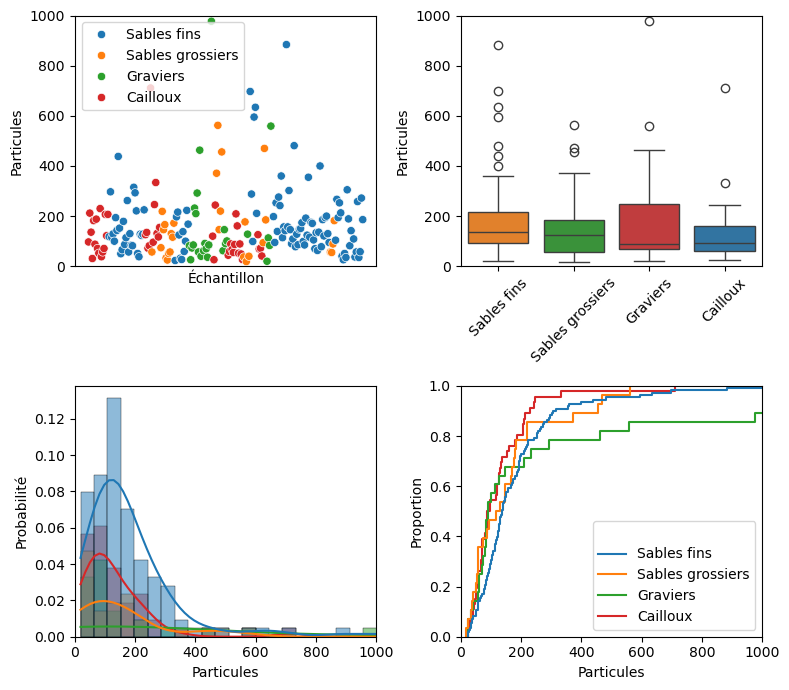 1000
800
600
400
200
0
Particules
Échantillon
Sables fins
Sables grossiers
Graviers
Cailloux
1000
800
600
400
200
0
Particules
Sables fins
Sables grossiers
Graviers
Cailloux
0.12
0.10
0.08
0.06
0.04
0.02
0.00
Probabilité
0 200 400 600 800 1000
Particules
1.0
0.8
0.6
0.4
0.2
0.0
Proportion
Sables fins
Sables grossiers
Graviers
Cailloux
0 200 400 600 800 1000
Particules